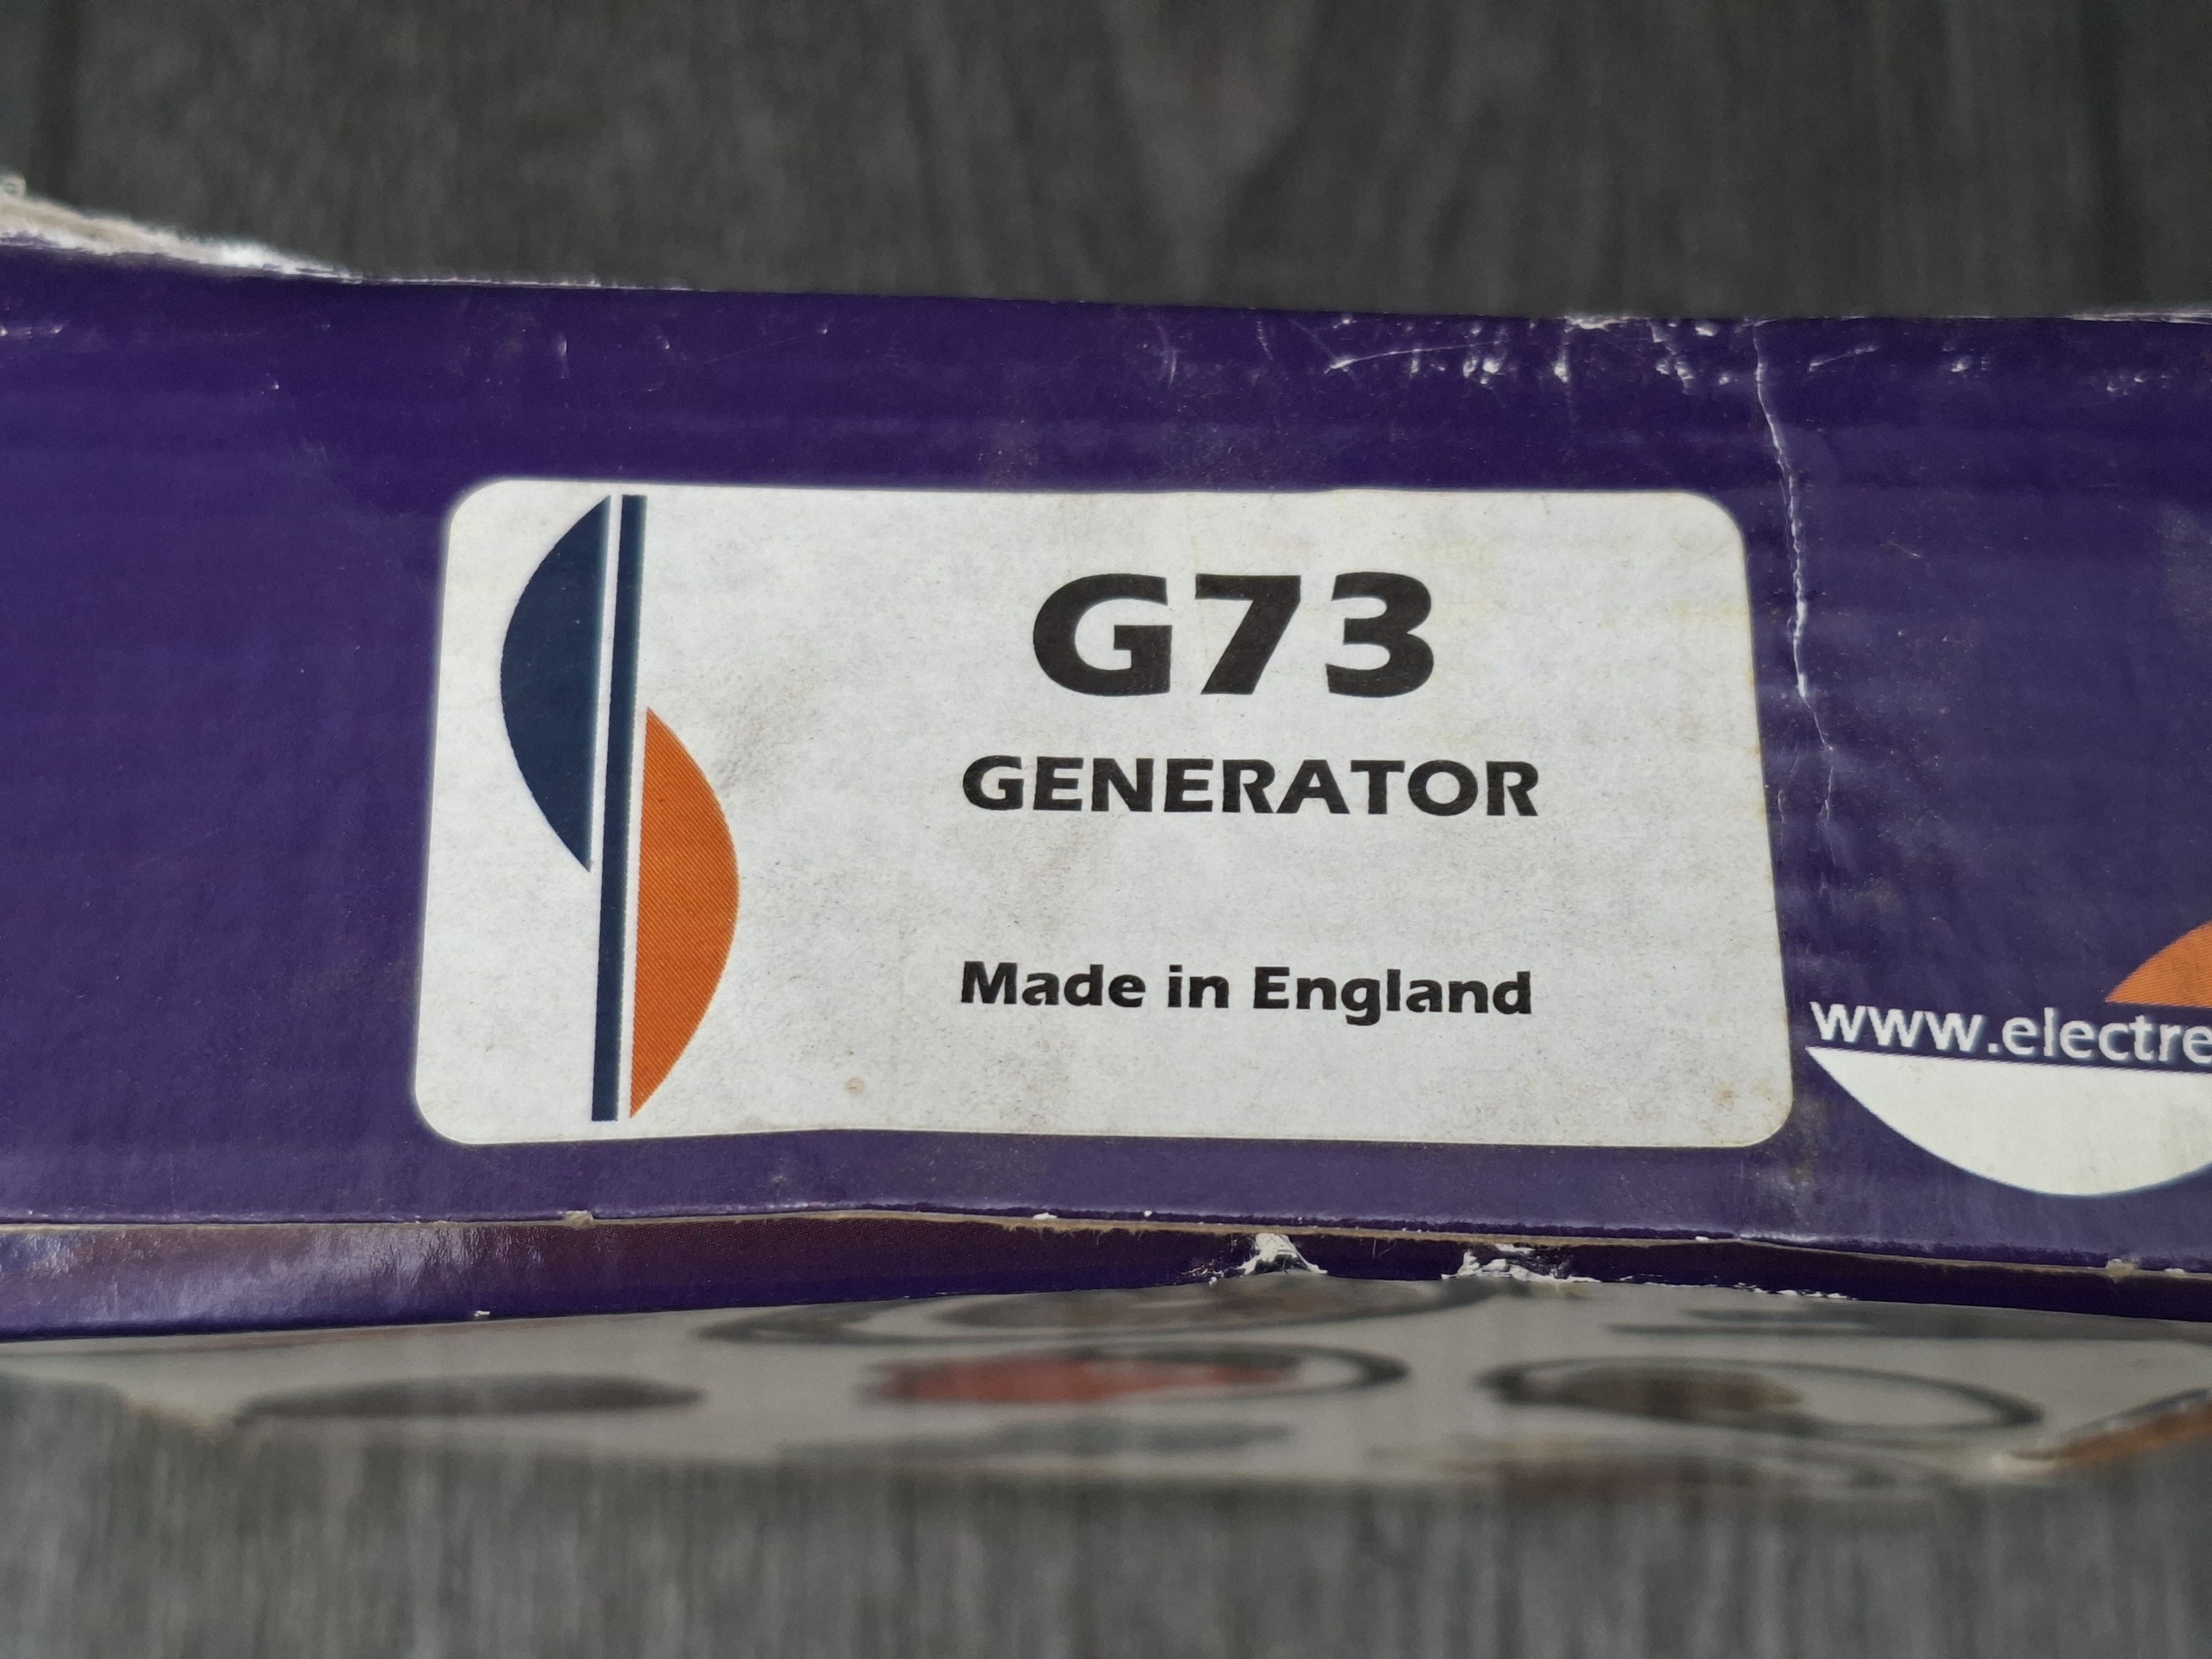 G73
GENERATOR
Made in England
www.electre